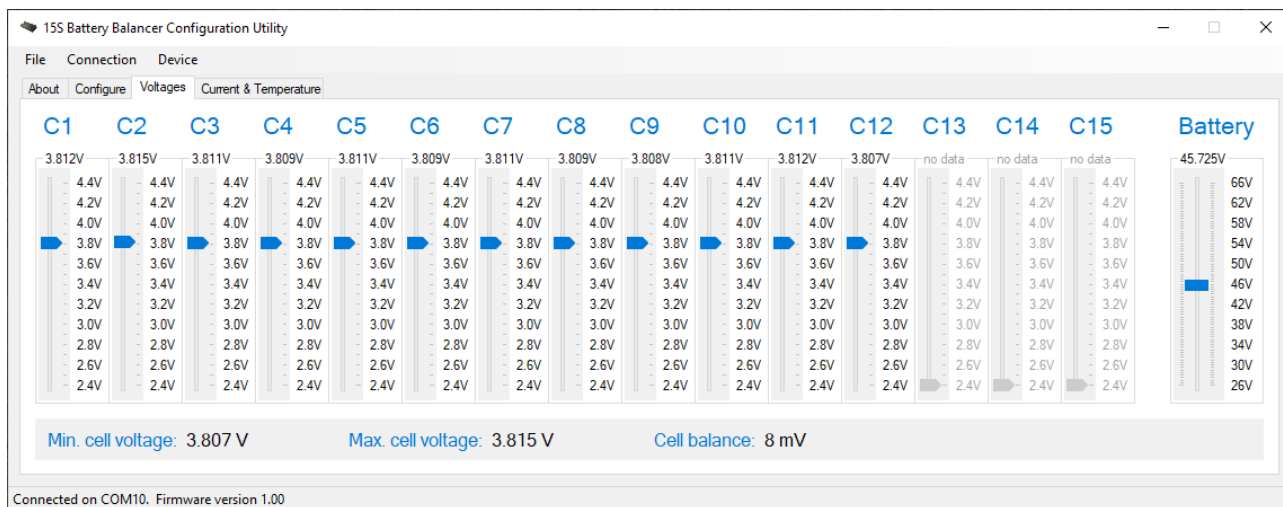 15S Battery Balancer Configuration Utility
File Connection Device
About Configure Voltages Current & Temperature
C1 C2 C3 C4 C5 C6 C7 C8 C9 C10 C11 C12 C13 C14 C15 Battery
3.812V 3.815V 3.811V 3.809V 3.811V 3.809V 3.811V 3.809V 3.808V 3.811V 3.812V 3.807V no data no data no data 45.725V
4.4V 4.4V 4.4V 4.4V 4.4V 4.4V 4.4V 4.4V 4.4V 4.4V 4.4V 4.4V 4.4V 4.4V 4.4V 66V
4.2V 4.2V 4.2V 4.2V 4.2V 4.2V 4.2V 4.2V 4.2V 4.2V 4.2V 4.2V 4.2V 4.2V 4.2V 62V
4.0V 4.0V 4.0V 4.0V 4.0V 4.0V 4.0V 4.0V 4.0V 4.0V 4.0V 4.0V 4.0V 4.0V 4.0V 58V
3.8V 3.8V 3.8V 3.8V 3.8V 3.8V 3.8V 3.8V 3.8V 3.8V 3.8V 3.8V 3.8V 3.8V 3.8V 54V
3.6V 3.6V 3.6V 3.6V 3.6V 3.6V 3.6V 3.6V 3.6V 3.6V 3.6V 3.6V 3.6V 3.6V 3.6V 50V
3.4V 3.4V 3.4V 3.4V 3.4V 3.4V 3.4V 3.4V 3.4V 3.4V 3.4V 3.4V 3.4V 3.4V 3.4V 46V
3.2V 3.2V 3.2V 3.2V 3.2V 3.2V 3.2V 3.2V 3.2V 3.2V 3.2V 3.2V 3.2V 3.2V 3.2V 42V
3.0V 3.0V 3.0V 3.0V 3.0V 3.0V 3.0V 3.0V 3.0V 3.0V 3.0V 3.0V 3.0V 3.0V 3.0V 38V
2.8V 2.8V 2.8V 2.8V 2.8V 2.8V 2.8V 2.8V 2.8V 2.8V 2.8V 2.8V 2.8V 2.8V 2.8V 34V
2.6V 2.6V 2.6V 2.6V 2.6V 2.6V 2.6V 2.6V 2.6V 2.6V 2.6V 2.6V 2.6V 2.6V 2.6V 30V
2.4V 2.4V 2.4V 2.4V 2.4V 2.4V 2.4V 2.4V 2.4V 2.4V 2.4V 2.4V 2.4V 2.4V 2.4V 26V
Min. cell voltage: 3.807 V Max. cell voltage: 3.815 V Cell balance: 8 mV
Connected on COM10. Firmware version 1.00